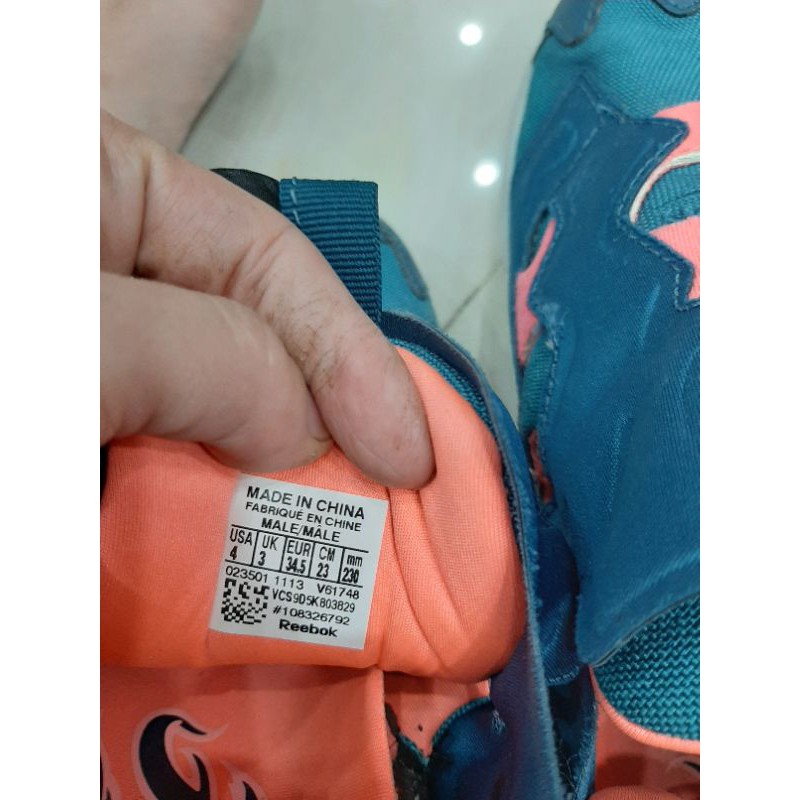 MADE IN CHINA
FABRIQUÉ EN CHINE
MALE/MÂLE
USA UK EUR CM mm
4 3 34.5 23 230
023501 1113 V61748
VCS9D5K803829
#108326792
Reebok